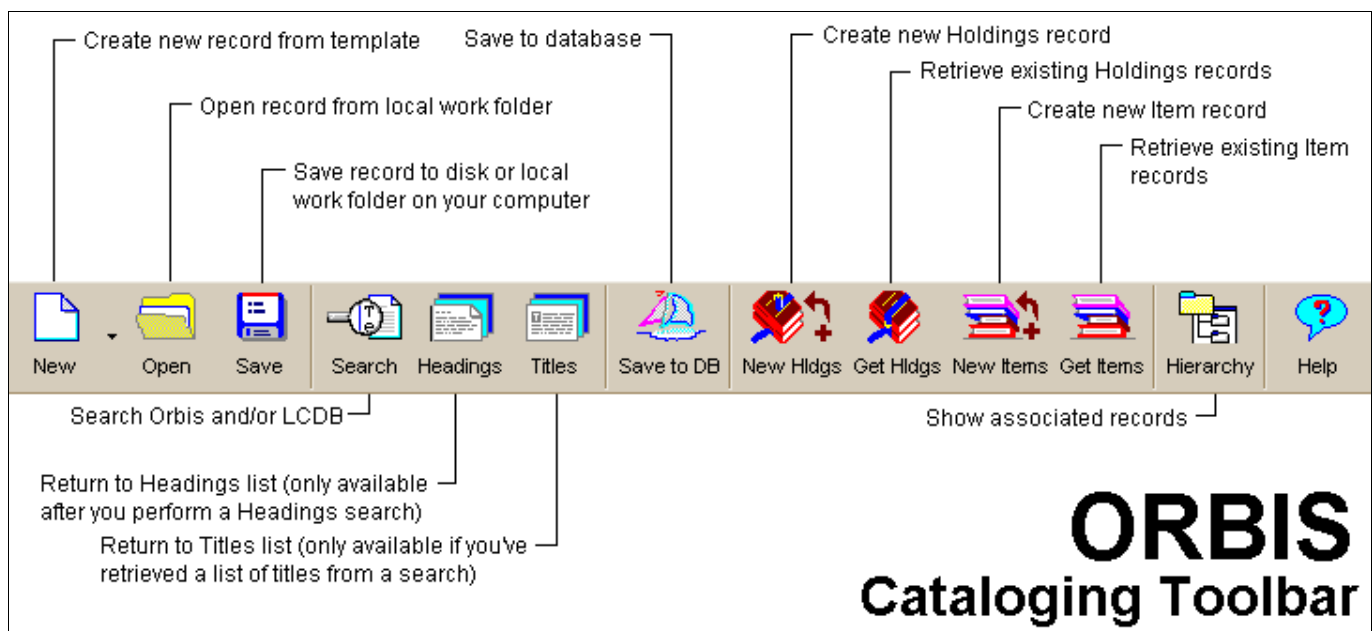 Create new record from template
Save to database
Create new Holdings record
Retrieve existing Holdings records
Open record from local work folder
Create new Item record
Retrieve existing Item
records
Save record to disk or local
work folder on your computer
New
Open
Save
Search
Headings
Titles
Save to DB
New Hldgs
Get Hldgs
New Items
Get Items
Hierarchy
Help
Search Orbis and/or LCDB
Show associated records
Return to Headings list (only available
after you perform a Headings search)
Return to Titles list (only available if you've
retrieved a list of titles from a search)
ORBIS
Cataloging Toolbar